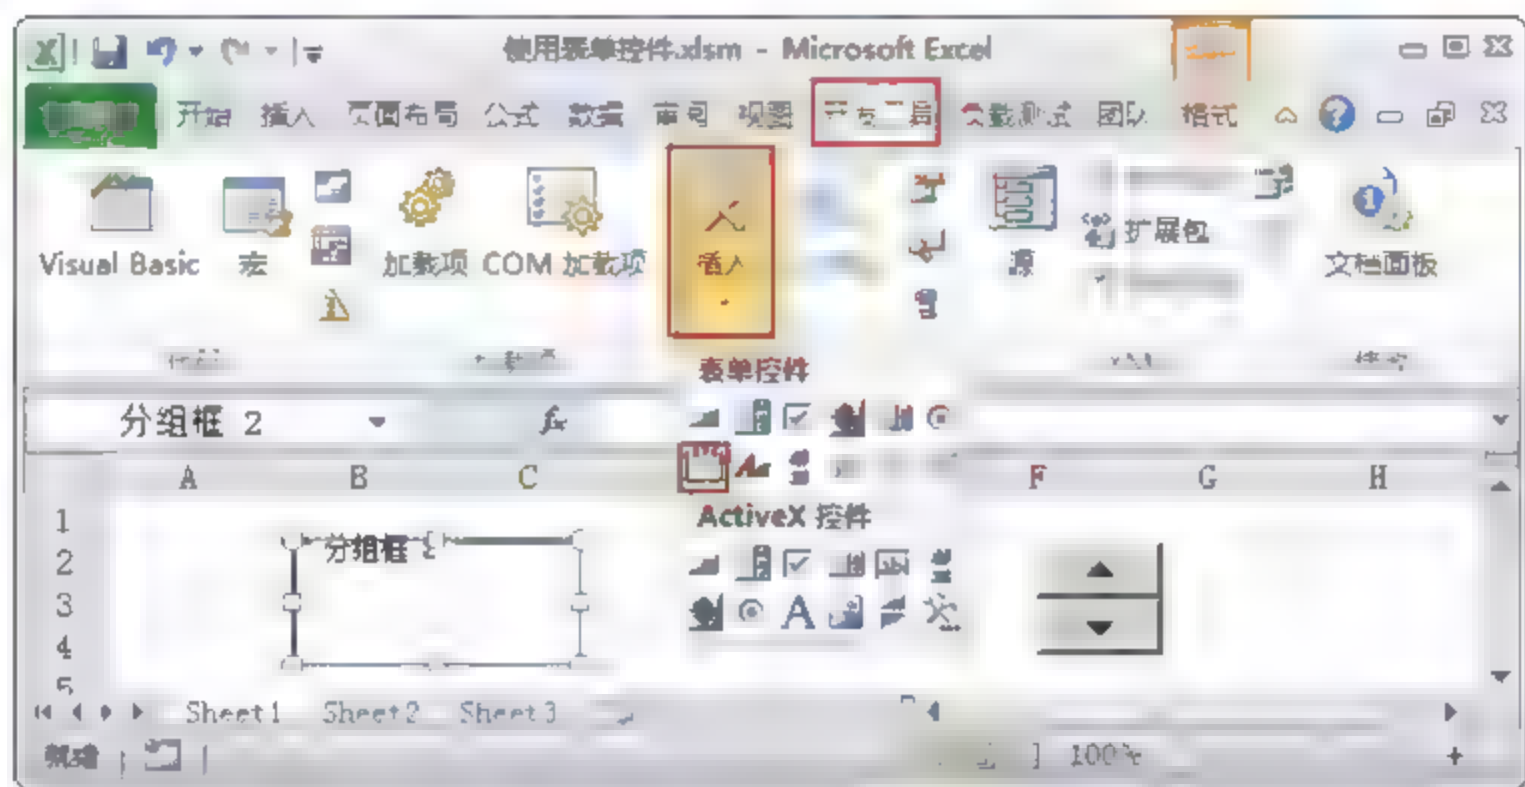 使用表单控件.xlsm - Microsoft Excel
开始 插入 页面布局 公式 数据 审阅 视图 开发工具 负载测试 团队 格式
Visual Basic 宏 加载项 COM 加载项 插入 源 扩展包 文档面板
表单控件
分组框 2 fx
A B C F G H
ActiveX 控件
1
分组框 2
2
3
4
5
Sheet1 Sheet2 Sheet3
就绪 100%